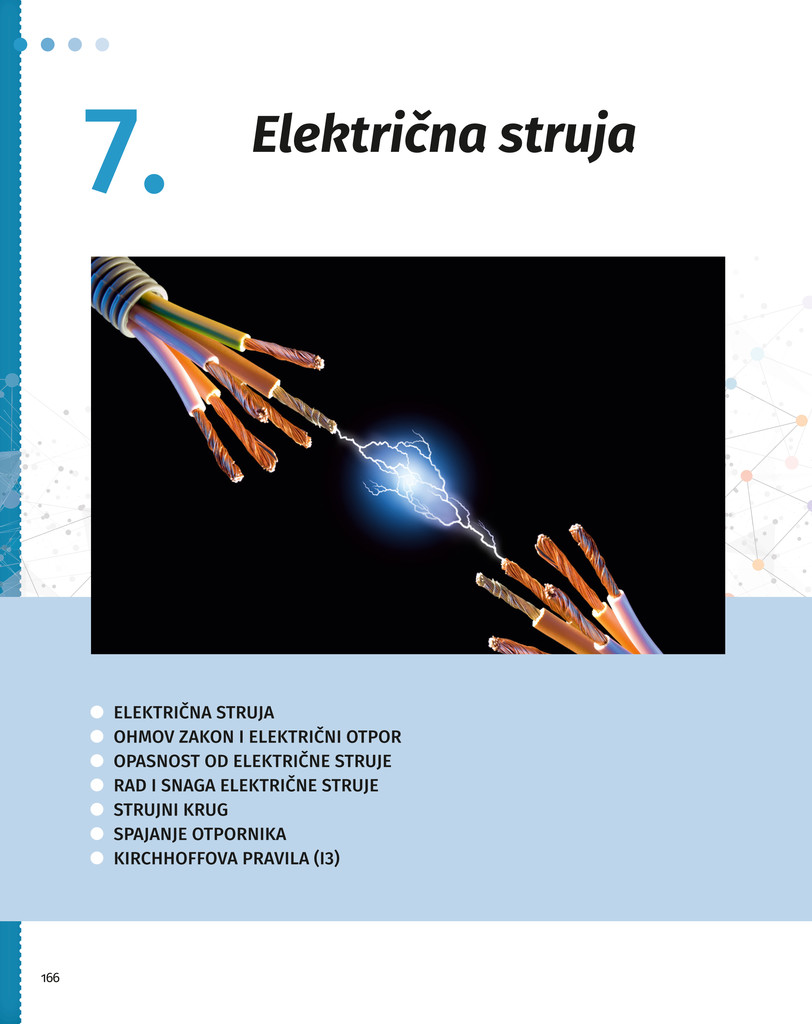 7.
Električna struja
ELEKTRIČNA STRUJA
OHMOV ZAKON I ELEKTRIČNI OTPOR
OPASNOST OD ELEKTRIČNE STRUJE
RAD I SNAGA ELEKTRIČNE STRUJE
STRUJNI KRUG
SPAJANJE OTPORNIKA
KIRCHHOFFOVA PRAVILA (I3)
166